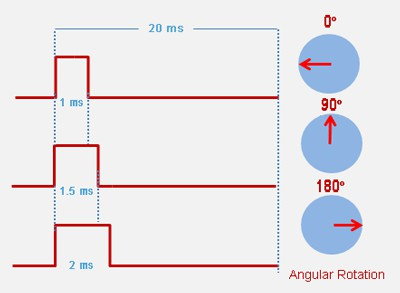 20 ms
0°
1 ms
90°
1.5 ms
180°
2 ms
Angular Rotation